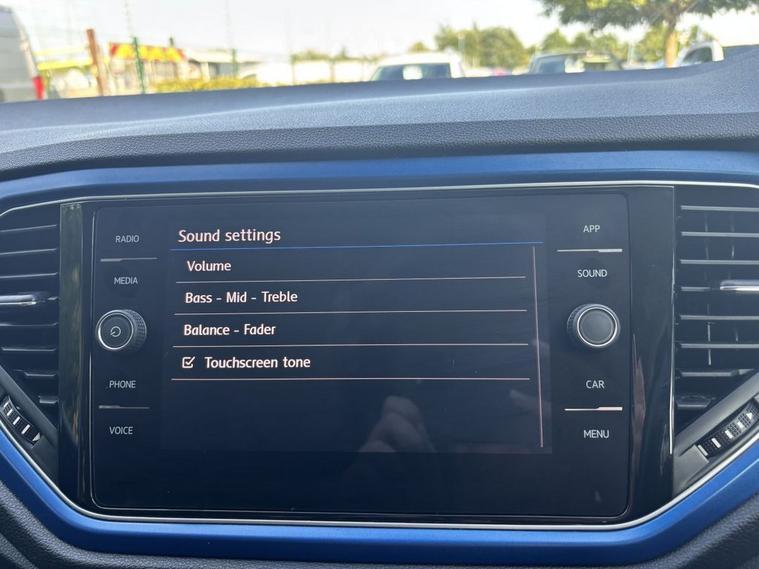 RADIO
MEDIA
PHONE
VOICE
Sound settings
Volume
Bass - Mid - Treble
Balance - Fader
Touchscreen tone
APP
SOUND
CAR
MENU